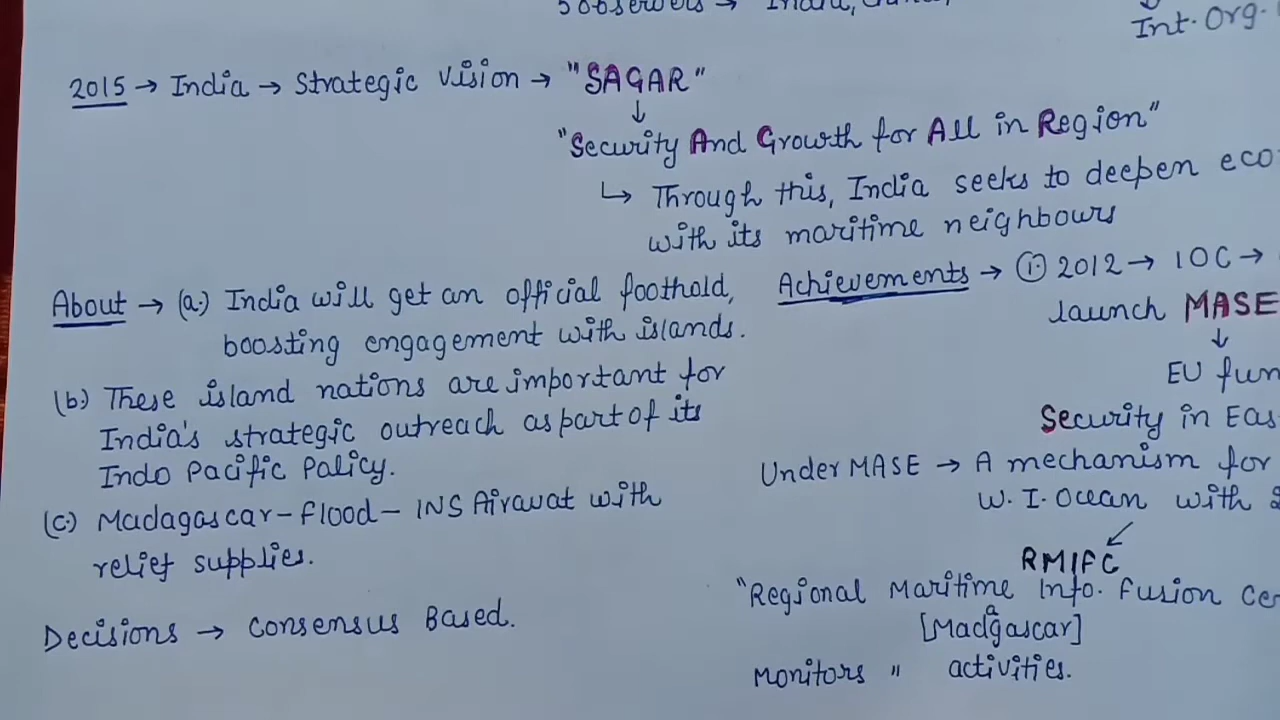 5 observers →
Int. Org.
2015 → India → Strategic Vision → "SAGAR"
↓
"Security And Growth for All in Region"
↳ Through this, India seeks to deepen eco
with its maritime neighbours
About → (a.) India will get an official foothold,
boosting engagement with islands.
(b.) These island nations are important for
India's strategic outreach as part of its
Indo Pacific Policy.
(c.) Madagascar - flood - INS Airavat with
relief supplies.
Decisions → Consensus Based.
Achievements → (1.) 2012 → IOC →
launch MASE
↓
EU fun
Security in Eas
Under MASE → A mechanism for
W. I. Ocean with
↙
RMIFC
"Regional Maritime Info. Fusion Ce
[Madgascar]
a
Monitors " activities.